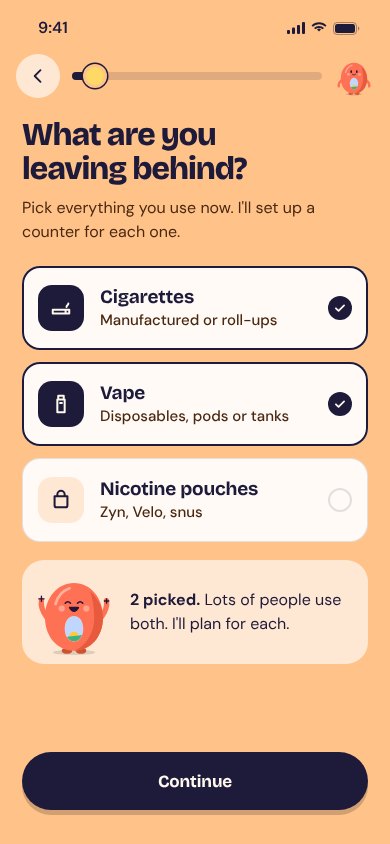 9:41
What are you
leaving behind?
Pick everything you use now. I'll set up a
counter for each one.
Cigarettes
Manufactured or roll-ups
Vape
Disposables, pods or tanks
Nicotine pouches
Zyn, Velo, snus
2 picked. Lots of people use
both. I'll plan for each.
Continue